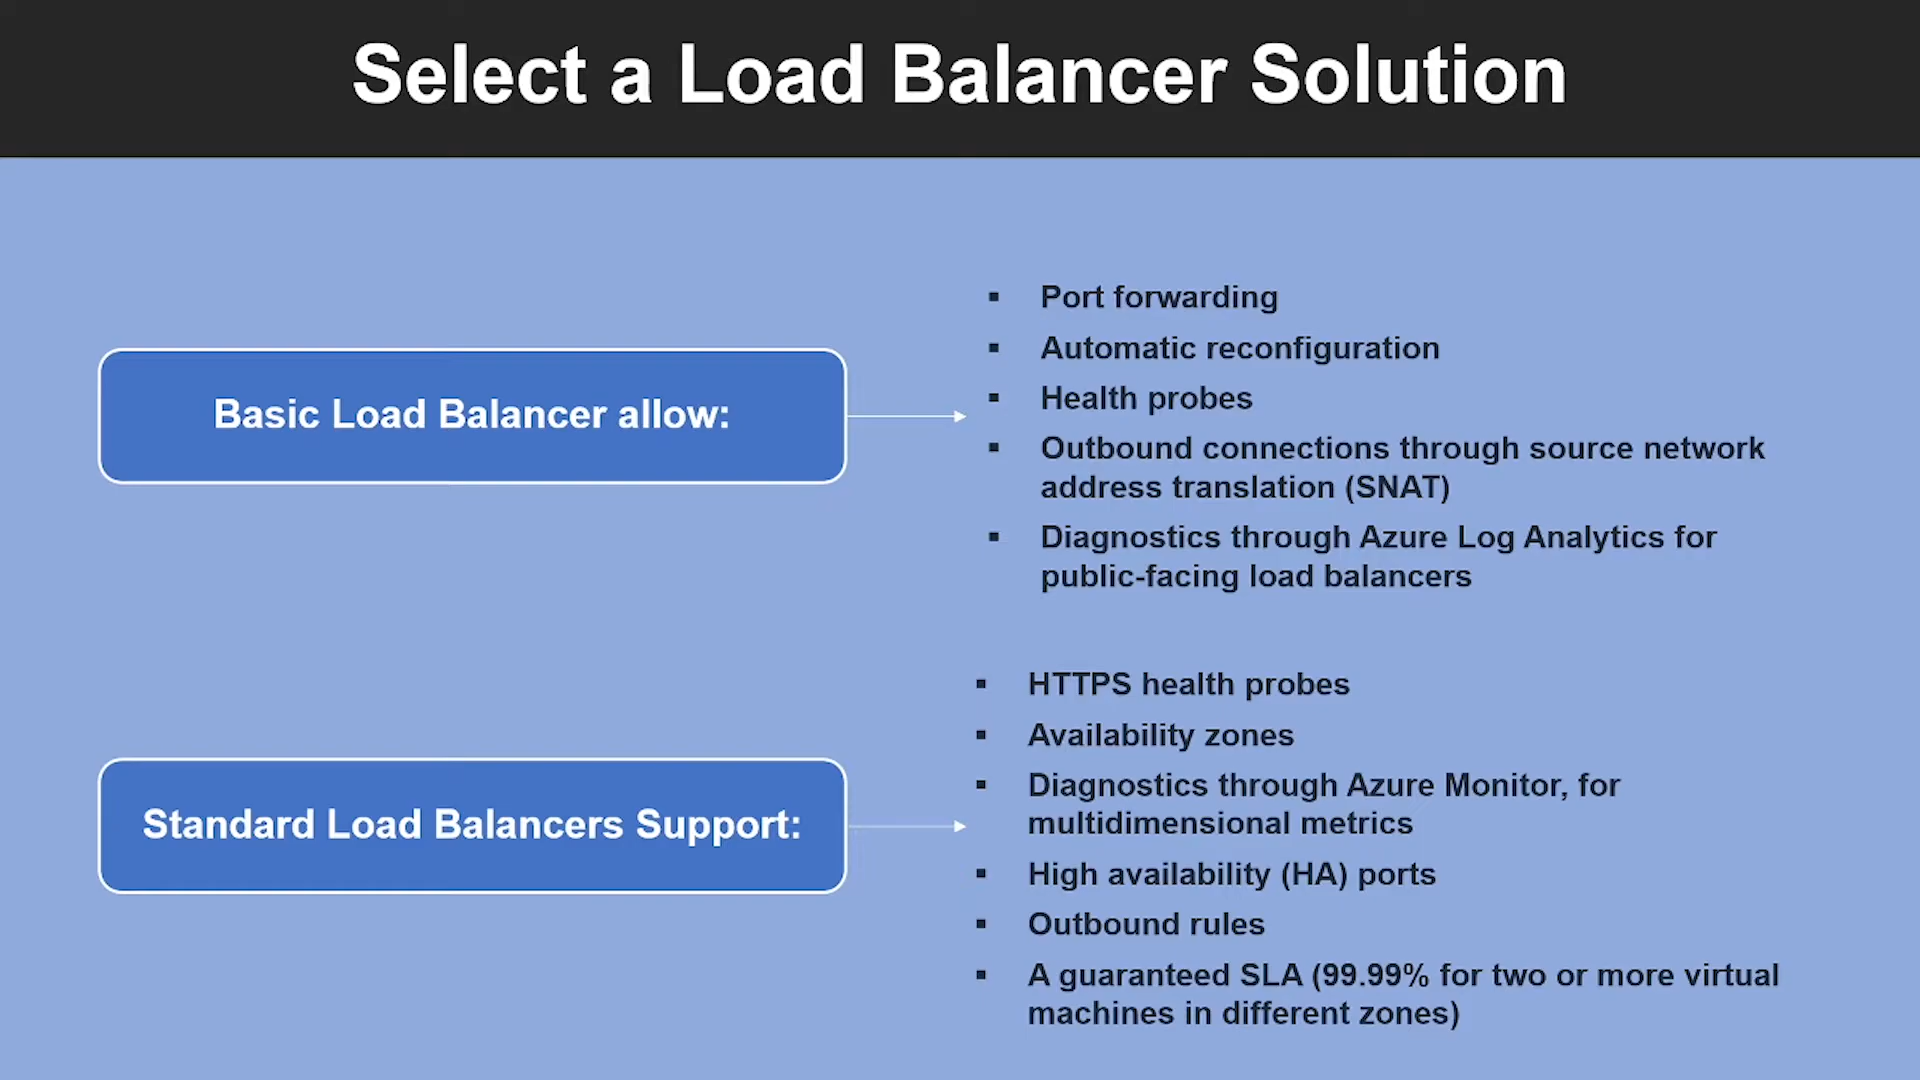 Select a Load Balancer Solution
Basic Load Balancer allow:
▪ Port forwarding
▪ Automatic reconfiguration
▪ Health probes
▪ Outbound connections through source network
address translation (SNAT)
▪ Diagnostics through Azure Log Analytics for
public-facing load balancers
Standard Load Balancers Support:
▪ HTTPS health probes
▪ Availability zones
▪ Diagnostics through Azure Monitor, for
multidimensional metrics
▪ High availability (HA) ports
▪ Outbound rules
▪ A guaranteed SLA (99.99% for two or more virtual
machines in different zones)